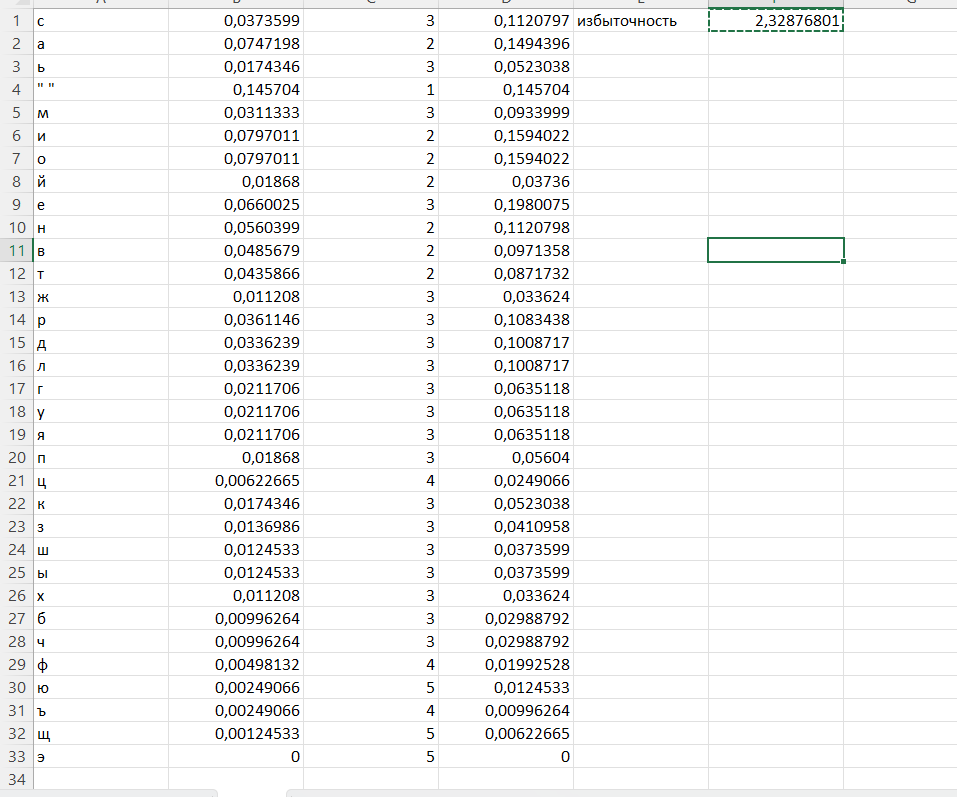 1 с 0,0373599 3 0,1120797 избыточность 2,32876801
2 а 0,0747198 2 0,1494396
3 ь 0,0174346 3 0,0523038
4 " " 0,145704 1 0,145704
5 м 0,0311333 3 0,0933999
6 и 0,0797011 2 0,1594022
7 о 0,0797011 2 0,1594022
8 й 0,01868 2 0,03736
9 е 0,0660025 3 0,1980075
10 н 0,0560399 2 0,1120798
11 в 0,0485679 2 0,0971358
12 т 0,0435866 2 0,0871732
13 ж 0,011208 3 0,033624
14 р 0,0361146 3 0,1083438
15 д 0,0336239 3 0,1008717
16 л 0,0336239 3 0,1008717
17 г 0,0211706 3 0,0635118
18 у 0,0211706 3 0,0635118
19 я 0,0211706 3 0,0635118
20 п 0,01868 3 0,05604
21 ц 0,00622665 4 0,0249066
22 к 0,0174346 3 0,0523038
23 з 0,0136986 3 0,0410958
24 ш 0,0124533 3 0,0373599
25 ы 0,0124533 3 0,0373599
26 х 0,011208 3 0,033624
27 б 0,00996264 3 0,02988792
28 ч 0,00996264 3 0,02988792
29 ф 0,00498132 4 0,01992528
30 ю 0,00249066 5 0,0124533
31 ъ 0,00249066 4 0,00996264
32 щ 0,00124533 5 0,00622665
33 э 0 5 0
34